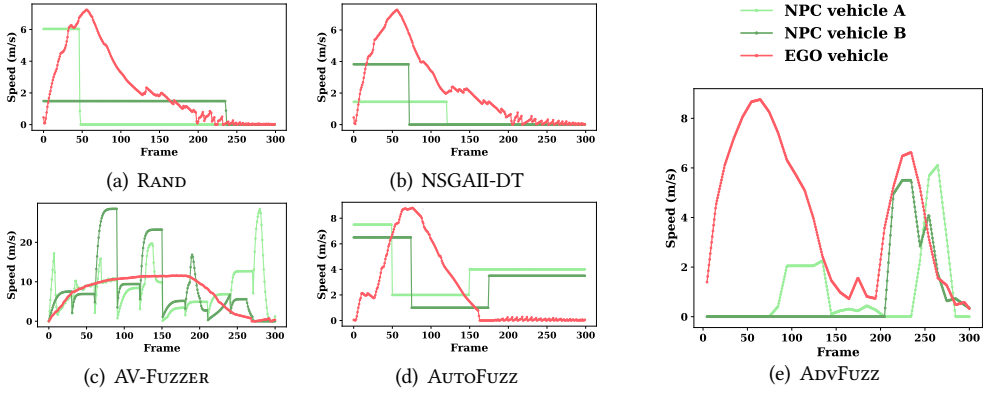 NPC vehicle A
NPC vehicle B
EGO vehicle
Speed (m/s)
6
4
2
0
0 50 100 150 200 250 300
Frame
(a) RAND
Speed (m/s)
6
4
2
0
0 50 100 150 200 250 300
Frame
(b) NSGAII-DT
Speed (m/s)
20
10
0
0 50 100 150 200 250 300
Frame
(c) AV-FUZZER
Speed (m/s)
8
6
4
2
0
0 50 100 150 200 250 300
Frame
(d) AUTOFUZZ
Speed (m/s)
8
6
4
2
0
0 50 100 150 200 250 300
Frame
(e) ADVFUZZ